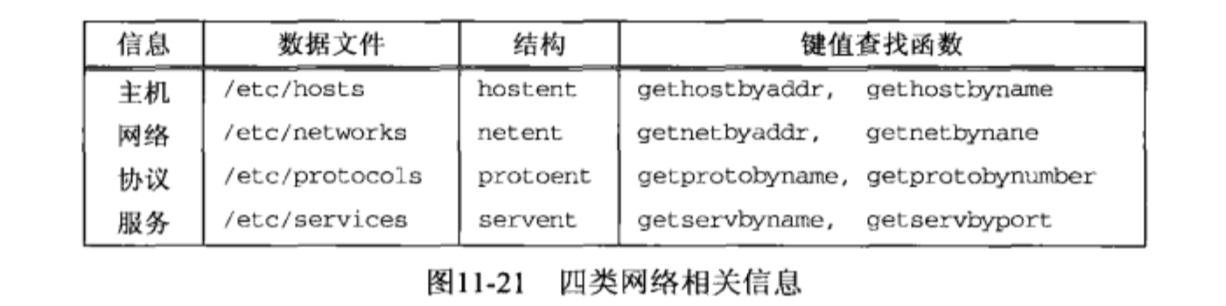 信息 数据文件 结构 键值查找函数
主机 /etc/hosts hostent gethostbyaddr, gethostbyname
网络 /etc/networks netent getnetbyaddr, getnetbynane
协议 /etc/protocols protoent getprotobyname, getprotobynumber
服务 /etc/services servent getservbyname, getservbyport
图11-21 四类网络相关信息